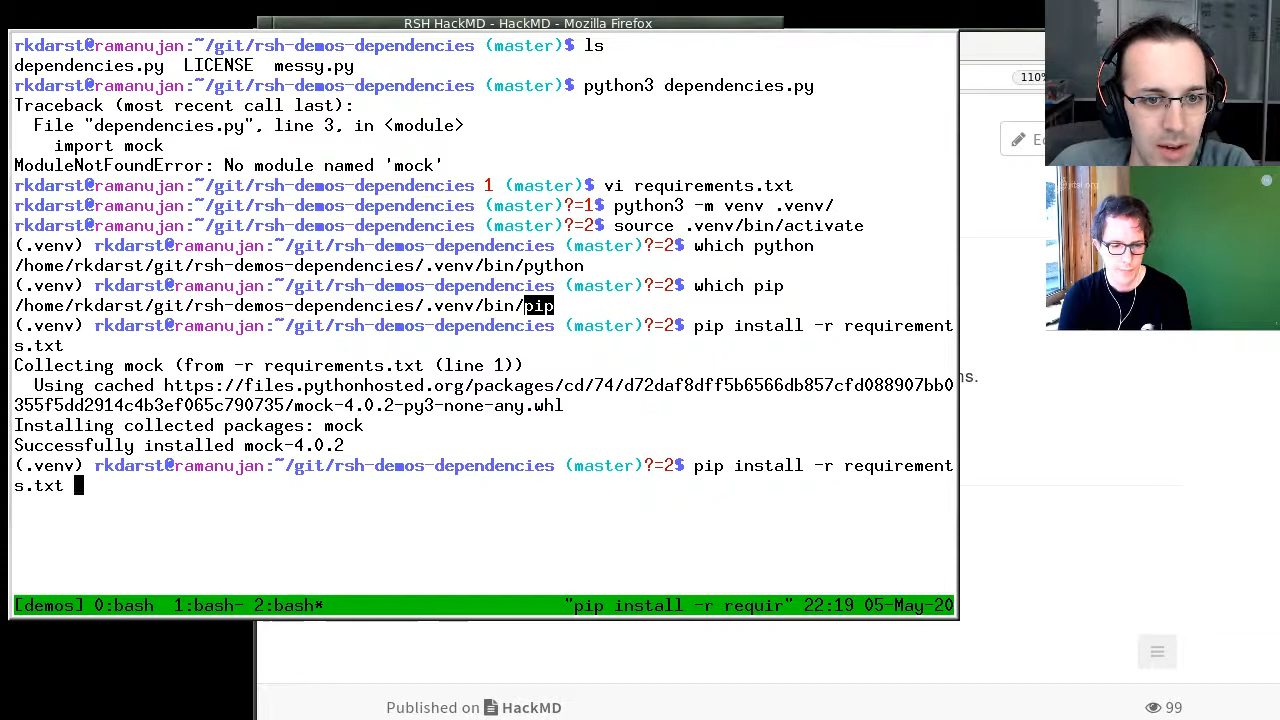 RSH HackMD - HackMD - Mozilla Firefox
rkdarst@ramanujan:~/git/rsh-demos-dependencies (master)$ ls
dependencies.py  LICENSE  messy.py
rkdarst@ramanujan:~/git/rsh-demos-dependencies (master)$ python3 dependencies.py
Traceback (most recent call last):
  File "dependencies.py", line 3, in <module>
    import mock
ModuleNotFoundError: No module named 'mock'
rkdarst@ramanujan:~/git/rsh-demos-dependencies 1 (master)$ vi requirements.txt
rkdarst@ramanujan:~/git/rsh-demos-dependencies (master)?=1$ python3 -m venv .venv/
rkdarst@ramanujan:~/git/rsh-demos-dependencies (master)?=2$ source .venv/bin/activate
(.venv) rkdarst@ramanujan:~/git/rsh-demos-dependencies (master)?=2$ which python
/home/rkdarst/git/rsh-demos-dependencies/.venv/bin/python
(.venv) rkdarst@ramanujan:~/git/rsh-demos-dependencies (master)?=2$ which pip
/home/rkdarst/git/rsh-demos-dependencies/.venv/bin/pip
(.venv) rkdarst@ramanujan:~/git/rsh-demos-dependencies (master)?=2$ pip install -r requirement
s.txt
Collecting mock (from -r requirements.txt (line 1))
  Using cached https://files.pythonhosted.org/packages/cd/74/d72daf8dff5b6566db857cfd088907bb0
355f5dd2914c4b3ef065c790735/mock-4.0.2-py3-none-any.whl
Installing collected packages: mock
Successfully installed mock-4.0.2
(.venv) rkdarst@ramanujan:~/git/rsh-demos-dependencies (master)?=2$ pip install -r requirement
s.txt
[demos] 0:bash  1:bash- 2:bash*  "pip install -r requir" 22:19 05-May-20
110%
ns.
Published on HackMD
99